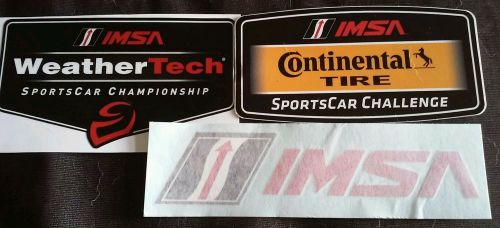 IMSA
WeatherTech®
SPORTSCAR CHAMPIONSHIP
IMSA
Continental
TIRE
SPORTSCAR CHALLENGE
IMSA